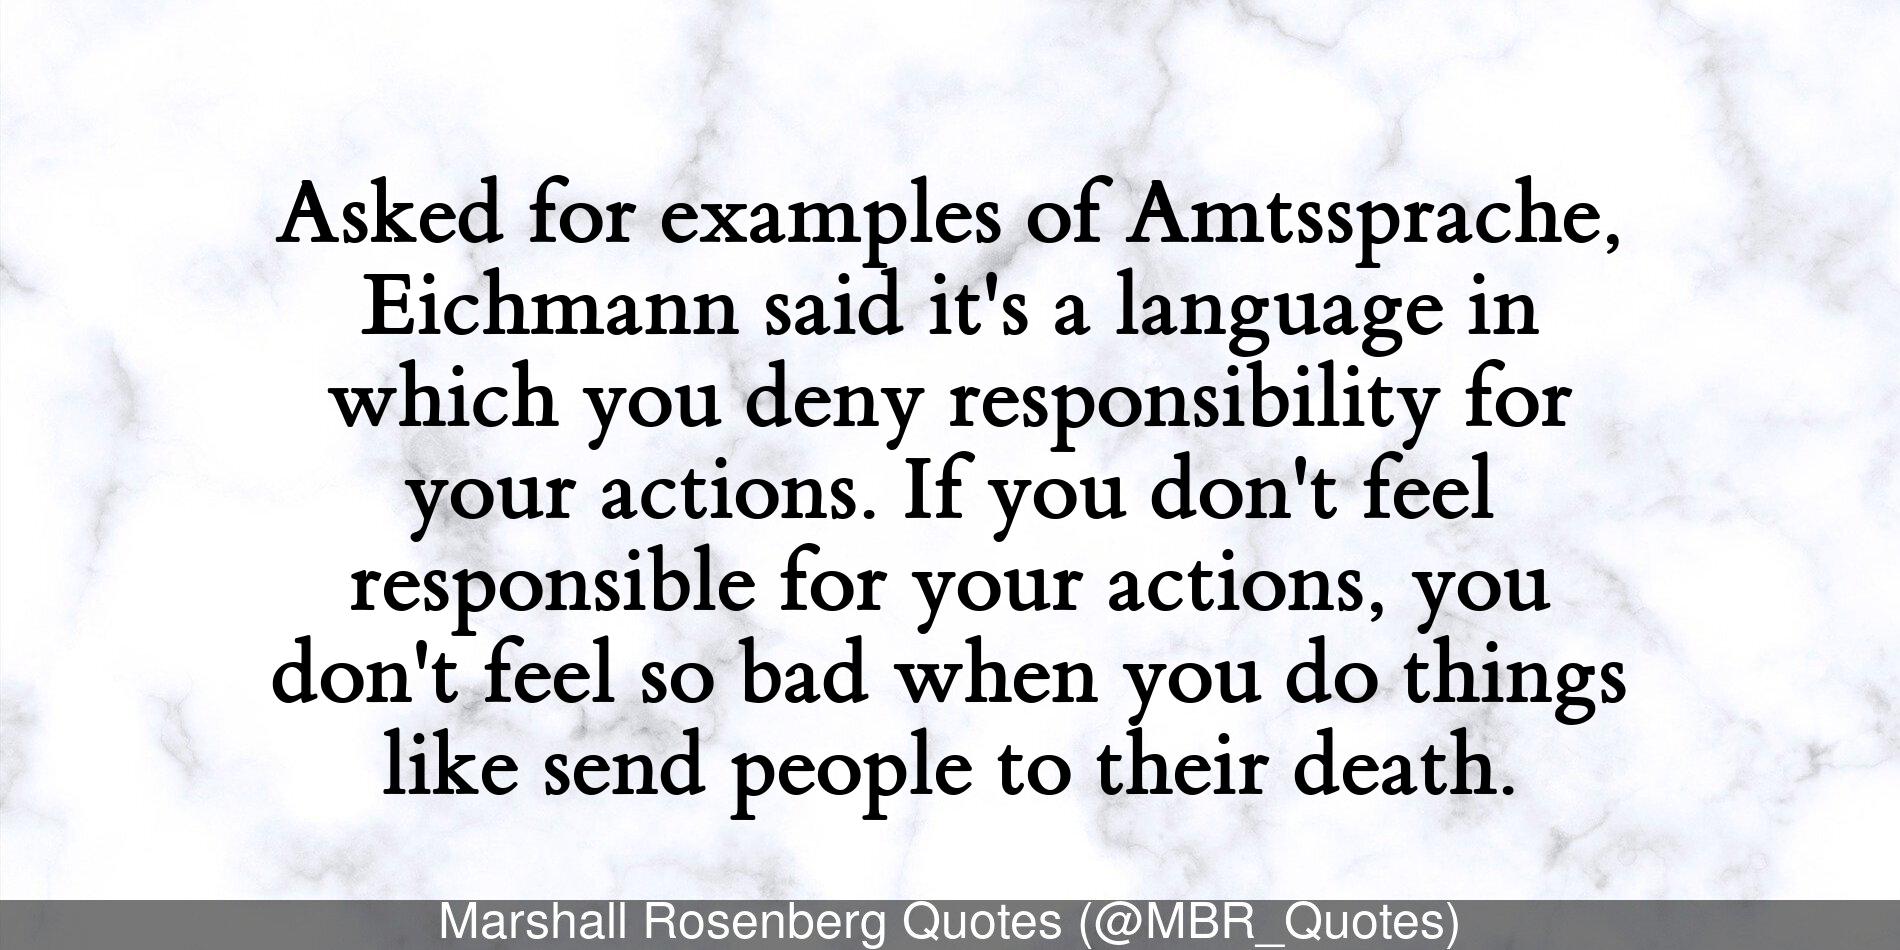 Asked for examples of Amtssprache,
Eichmann said it's a language in
which you deny responsibility for
your actions. If you don't feel
responsible for your actions, you
don't feel so bad when you do things
like send people to their death.
Marshall Rosenberg Quotes (@MBR_Quotes)